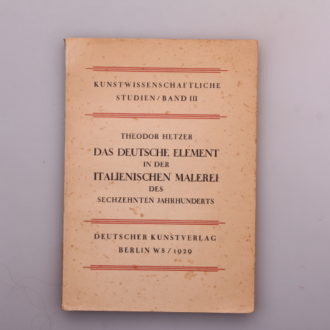 KUNSTWISSENSCHAFTLICHE
STUDIEN/BAND III
THEODOR HETZER
DAS DEUTSCHE ELEMENT
IN DER
ITALIENISCHEN MALEREI
DES
SECHZEHNTEN JAHRHUNDERTS
DEUTSCHER KUNSTVERLAG
BERLIN W8/1929